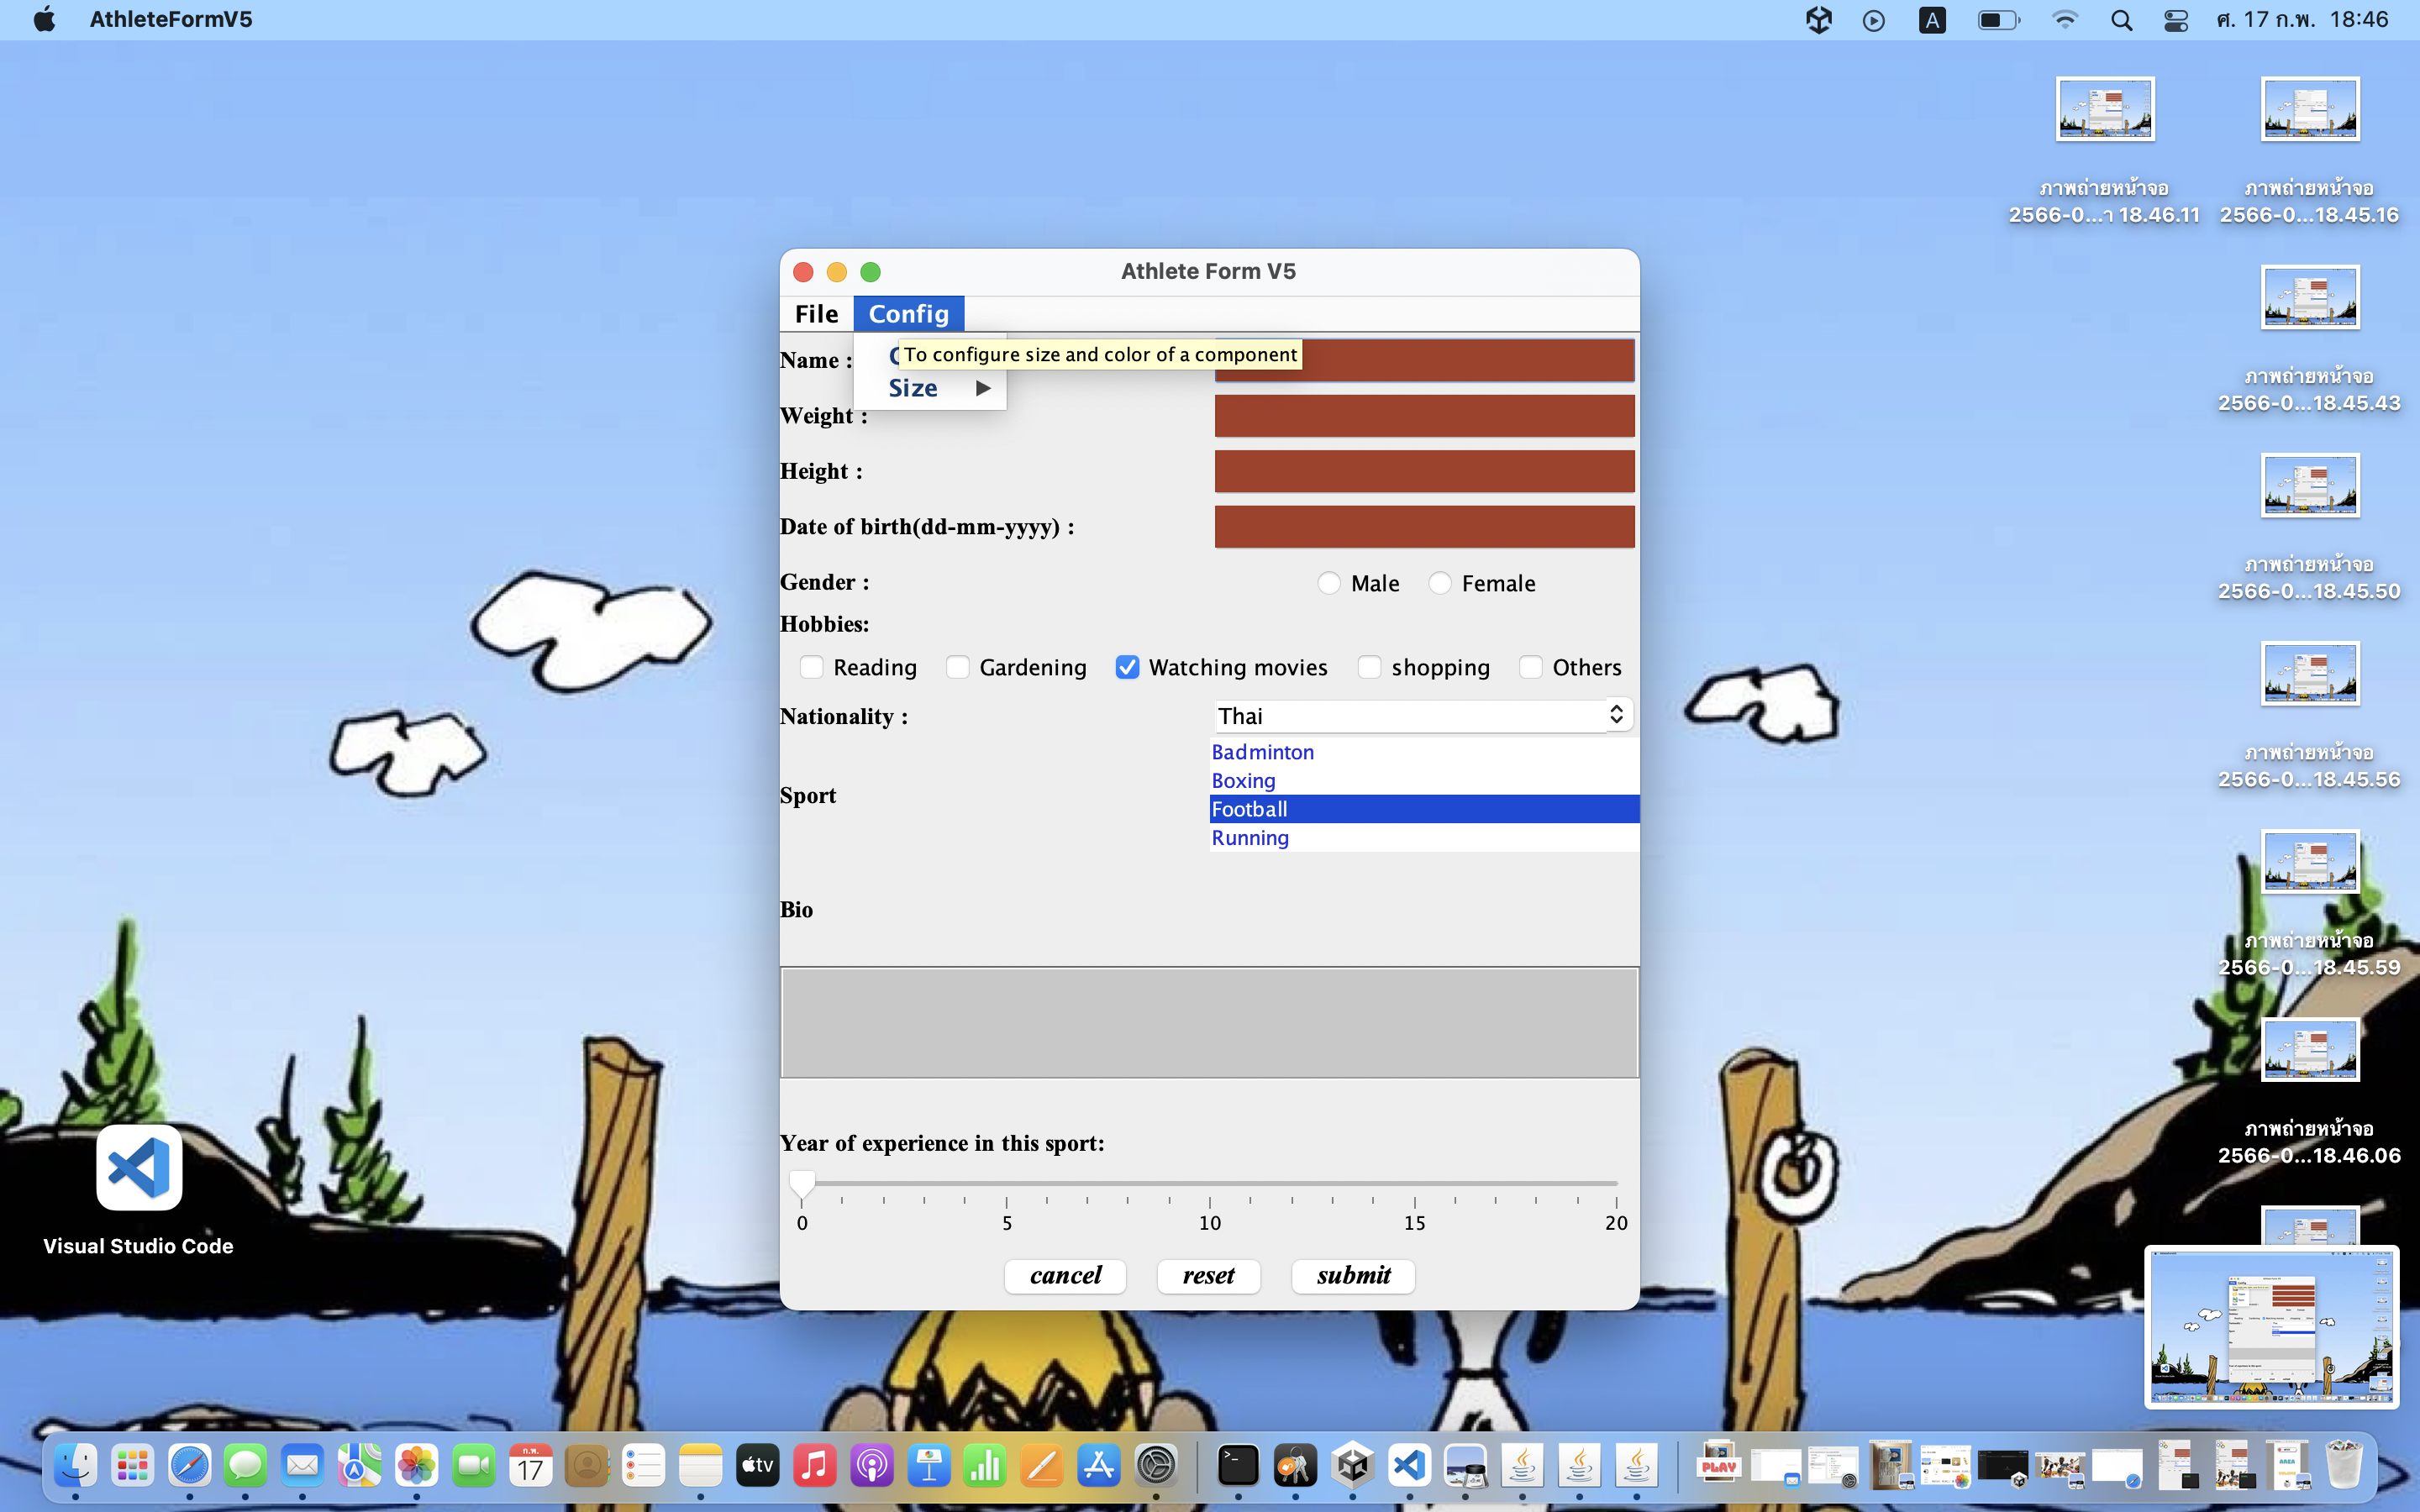 AthleteFormV5
A
ศ. 17 ก.พ. 18:46
ภาพถ่ายหน้าจอ
2566-0...า 18.46.11
ภาพถ่ายหน้าจอ
2566-0...18.45.16
ภาพถ่ายหน้าจอ
2566-0...18.45.43
ภาพถ่ายหน้าจอ
2566-0...18.45.50
ภาพถ่ายหน้าจอ
2566-0...18.45.56
ภาพถ่ายหน้าจอ
2566-0...18.45.59
ภาพถ่ายหน้าจอ
2566-0...18.46.06
Athlete Form V5
File Config
Name :
To configure size and color of a component
Size
Weight :
Height :
Date of birth(dd-mm-yyyy) :
Gender : Male Female
Hobbies:
Reading Gardening Watching movies shopping Others
Nationality : Thai
Sport
Badminton
Boxing
Football
Running
Bio
Year of experience in this sport:
0 5 10 15 20
cancel reset submit
Visual Studio Code
ก.พ.
17
tv
PLAY